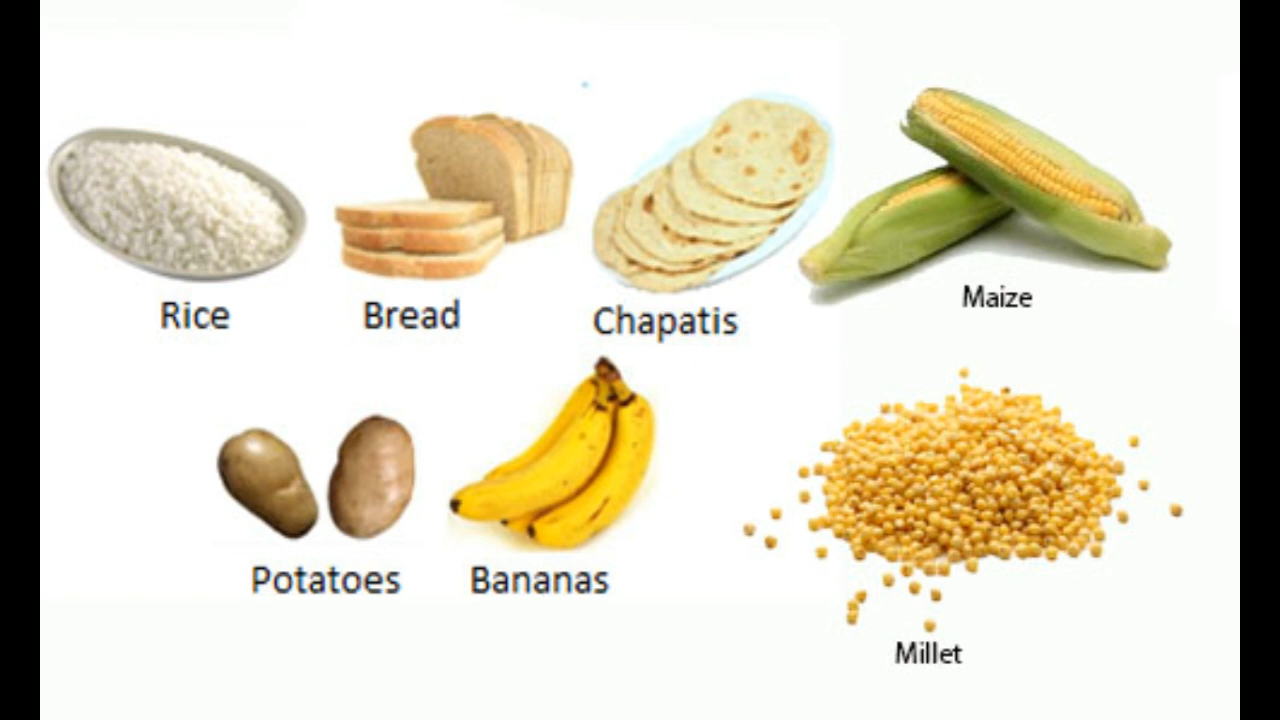 Rice
Bread
Chapatis
Maize
Potatoes
Bananas
Millet